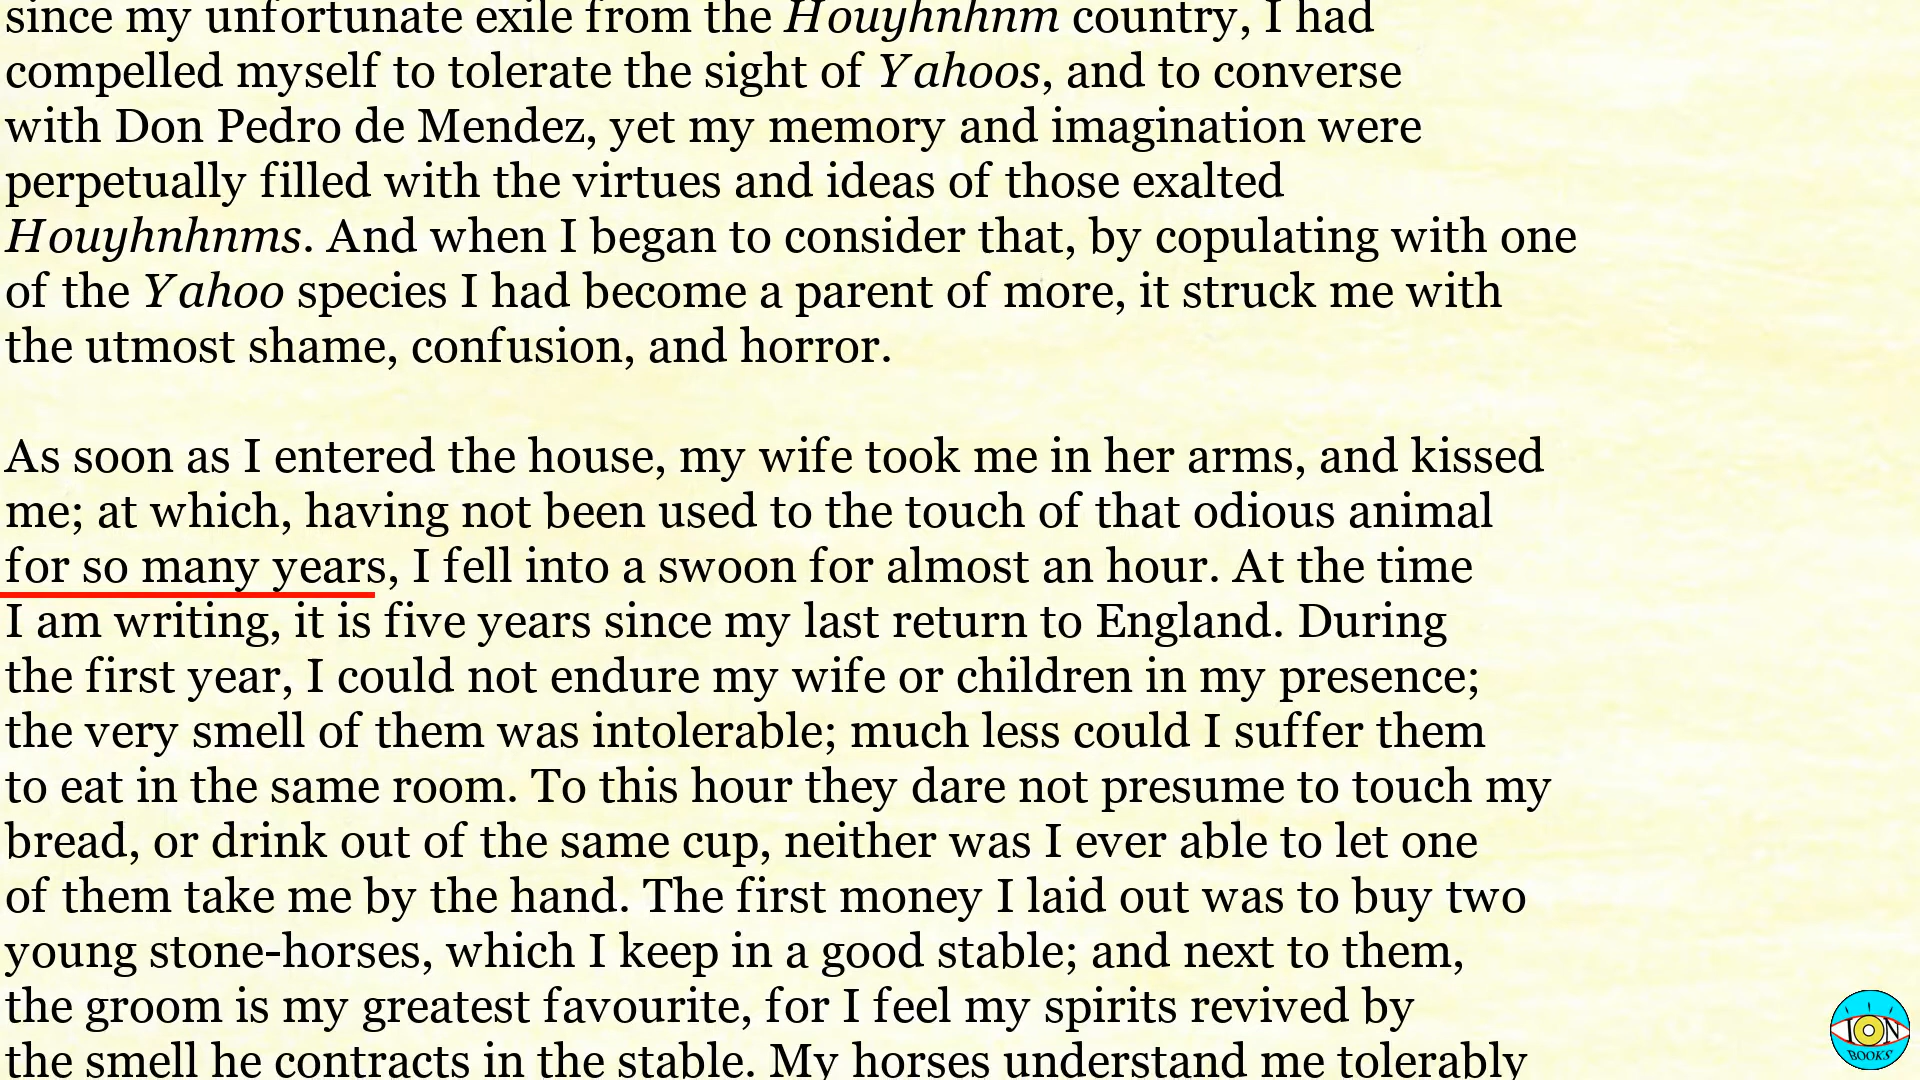 since my unfortunate exile from the Houyhnhnm country, I had
compelled myself to tolerate the sight of Yahoos, and to converse
with Don Pedro de Mendez, yet my memory and imagination were
perpetually filled with the virtues and ideas of those exalted
Houyhnhnms. And when I began to consider that, by copulating with one
of the Yahoo species I had become a parent of more, it struck me with
the utmost shame, confusion, and horror.
As soon as I entered the house, my wife took me in her arms, and kissed
me; at which, having not been used to the touch of that odious animal
for so many years, I fell into a swoon for almost an hour. At the time
I am writing, it is five years since my last return to England. During
the first year, I could not endure my wife or children in my presence;
the very smell of them was intolerable; much less could I suffer them
to eat in the same room. To this hour they dare not presume to touch my
bread, or drink out of the same cup, neither was I ever able to let one
of them take me by the hand. The first money I laid out was to buy two
young stone-horses, which I keep in a good stable; and next to them,
the groom is my greatest favourite, for I feel my spirits revived by
the smell he contracts in the stable. My horses understand me tolerably
ION
BOOKS